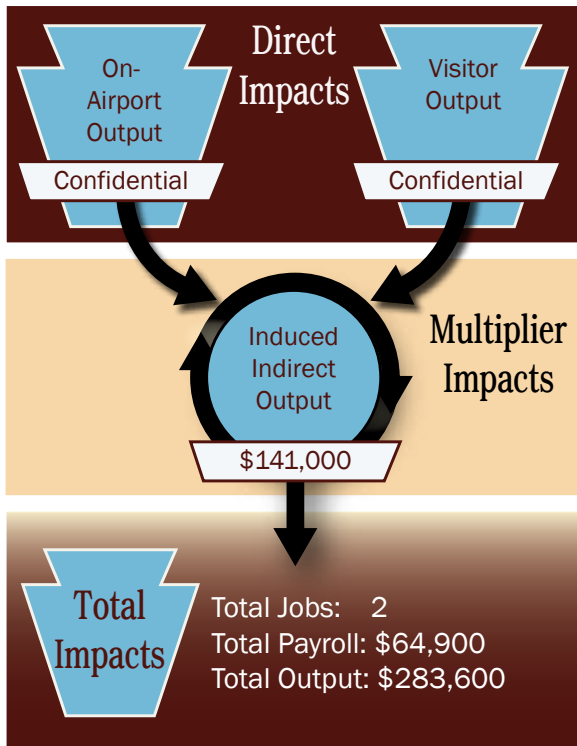 Direct
Impacts
On-
Airport
Output
Confidential
Visitor
Output
Confidential
Induced
Indirect
Output
$141,000
Multiplier
Impacts
Total
Impacts
Total Jobs: 2
Total Payroll: $64,900
Total Output: $283,600